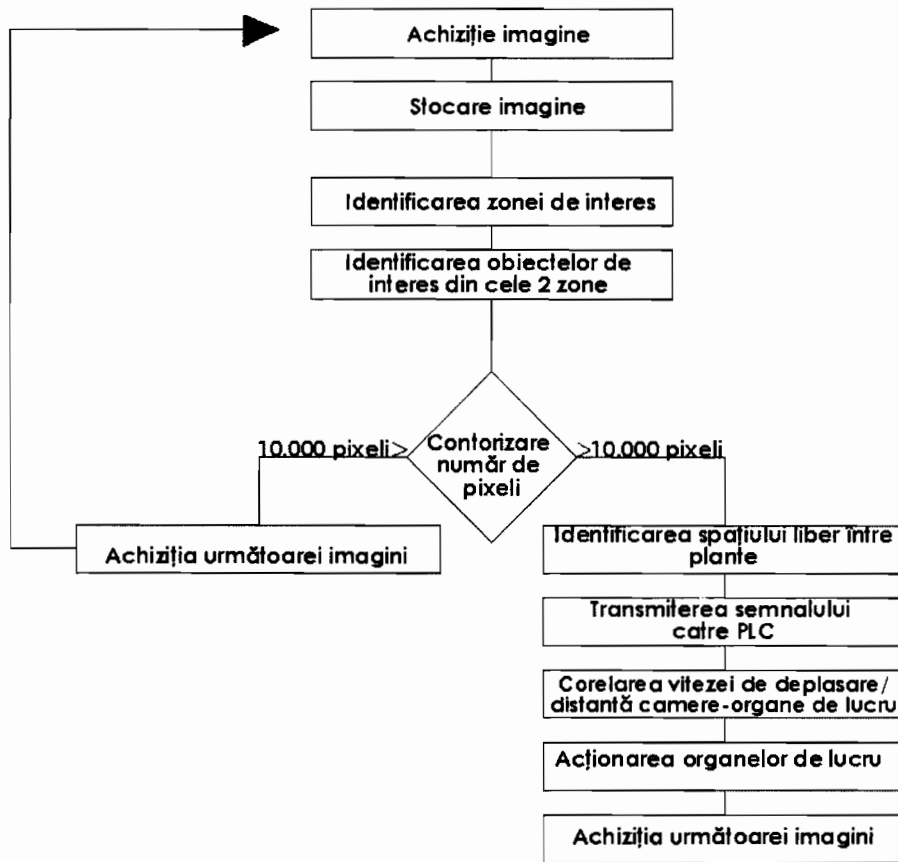 Achiziție imagine
Stocare imagine
Identificarea zonei de interes
Identificarea obiectelor de
interes din cele 2 zone
10.000 pixeli>
Contorizare
număr de
pixeli
>10.000 pixeli
Achiziția următoarei imagini
Identificarea spațiului liber între
plante
Transmiterea semnalului
catre PLC
Corelarea vitezei de deplasare/
distantă camere-organe de lucru
Acționarea organelor de lucru
Achiziția următoarei imagini